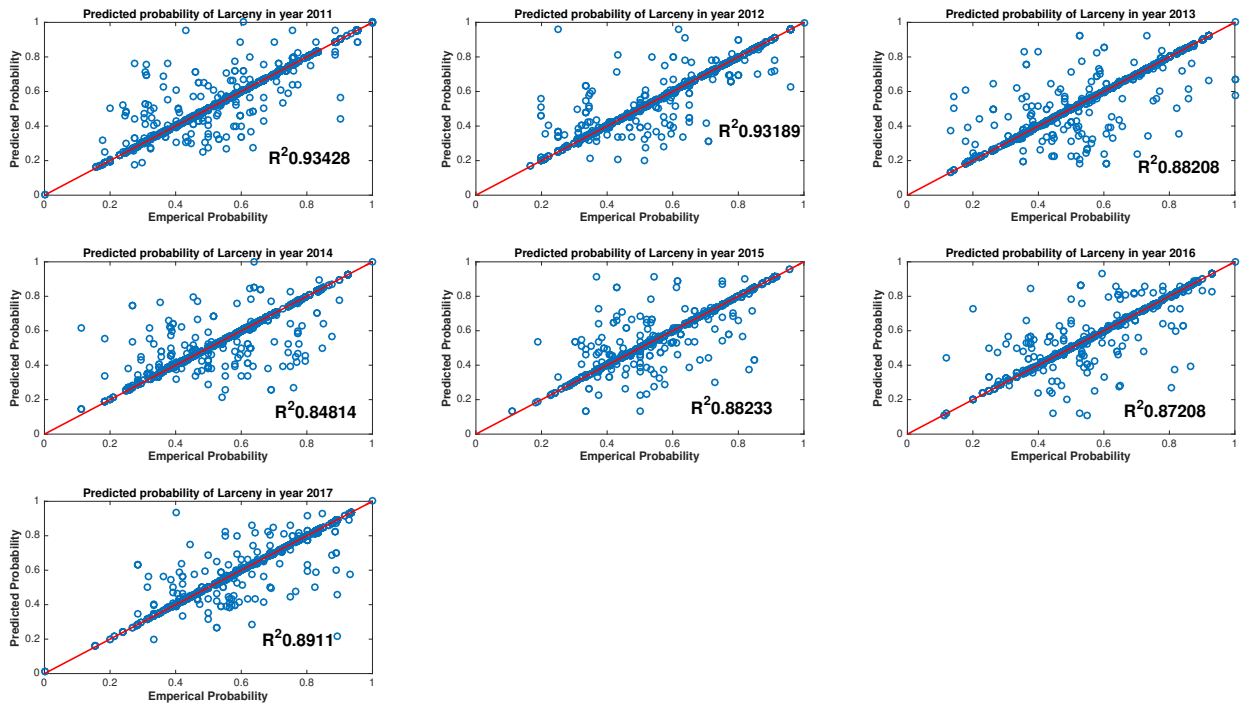 Predicted probability of Larceny in year 2011
Predicted Probability
1
0.8
0.6
0.4
0.2
0
R²0.93428
0 0.2 0.4 0.6 0.8 1
Emperical Probability
Predicted probability of Larceny in year 2012
Predicted Probability
1
0.8
0.6
0.4
0.2
0
R²0.93189
0 0.2 0.4 0.6 0.8 1
Emperical Probability
Predicted probability of Larceny in year 2013
Predicted Probability
1
0.8
0.6
0.4
0.2
0
R²0.88208
0 0.2 0.4 0.6 0.8 1
Emperical Probability
Predicted probability of Larceny in year 2014
Predicted Probability
1
0.8
0.6
0.4
0.2
0
R²0.84814
0 0.2 0.4 0.6 0.8 1
Emperical Probability
Predicted probability of Larceny in year 2015
Predicted Probability
1
0.8
0.6
0.4
0.2
0
R²0.88233
0 0.2 0.4 0.6 0.8 1
Emperical Probability
Predicted probability of Larceny in year 2016
Predicted Probability
1
0.8
0.6
0.4
0.2
0
R²0.87208
0 0.2 0.4 0.6 0.8 1
Emperical Probability
Predicted probability of Larceny in year 2017
Predicted Probability
1
0.8
0.6
0.4
0.2
0
R²0.8911
0 0.2 0.4 0.6 0.8 1
Emperical Probability